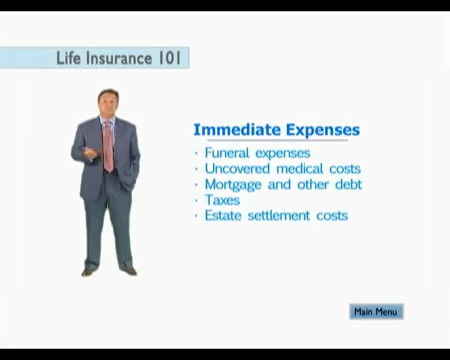 Life Insurance 101
Immediate Expenses
· Funeral expenses
· Uncovered medical costs
· Mortgage and other debt
· Taxes
· Estate settlement costs
Main Menu